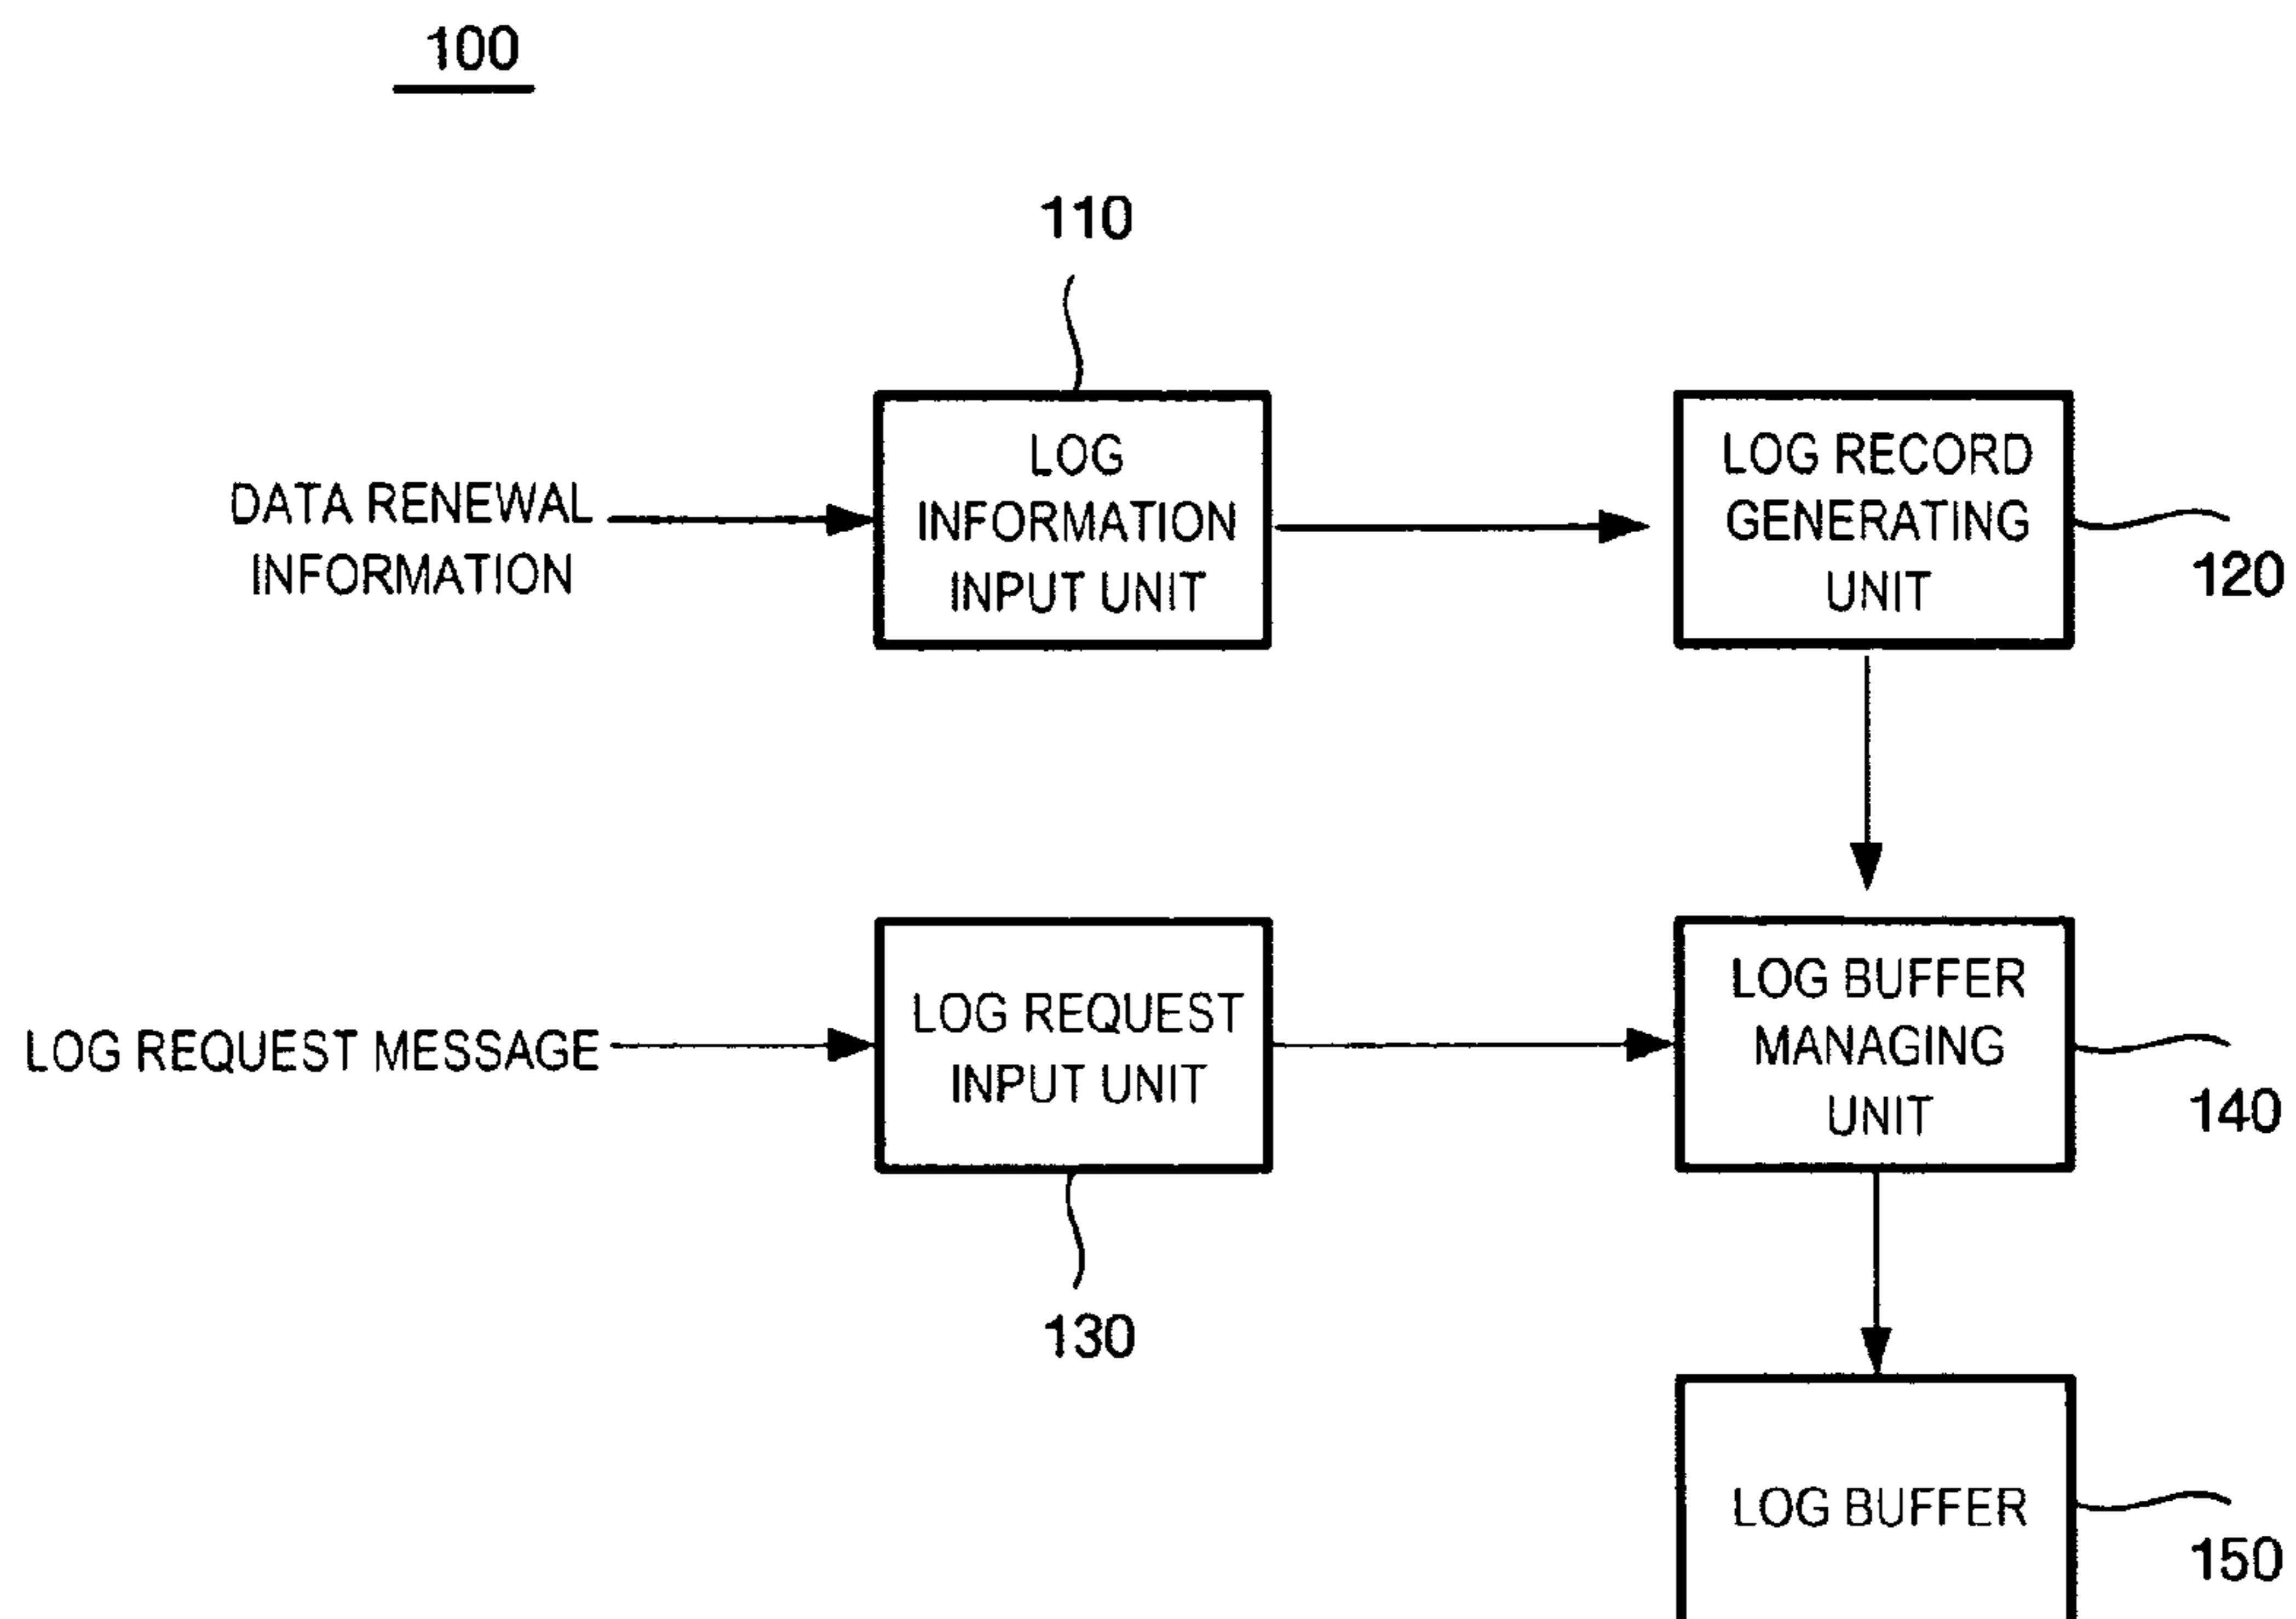 100
110
DATA RENEWAL
INFORMATION
LOG
INFORMATION
INPUT UNIT
LOG RECORD
GENERATING
UNIT
120
LOG REQUEST MESSAGE
LOG REQUEST
INPUT UNIT
130
LOG BUFFER
MANAGING
UNIT
140
LOG BUFFER
150